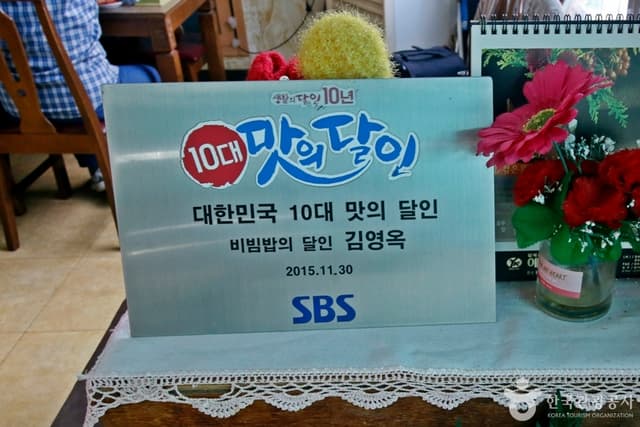 생활의 달인 10년
10대 맛의 달인
대한민국 10대 맛의 달인
비빔밥의 달인 김영옥
2015.11.30
SBS
HEART
한국관광공사
KOREA TOURISM ORGANIZATION